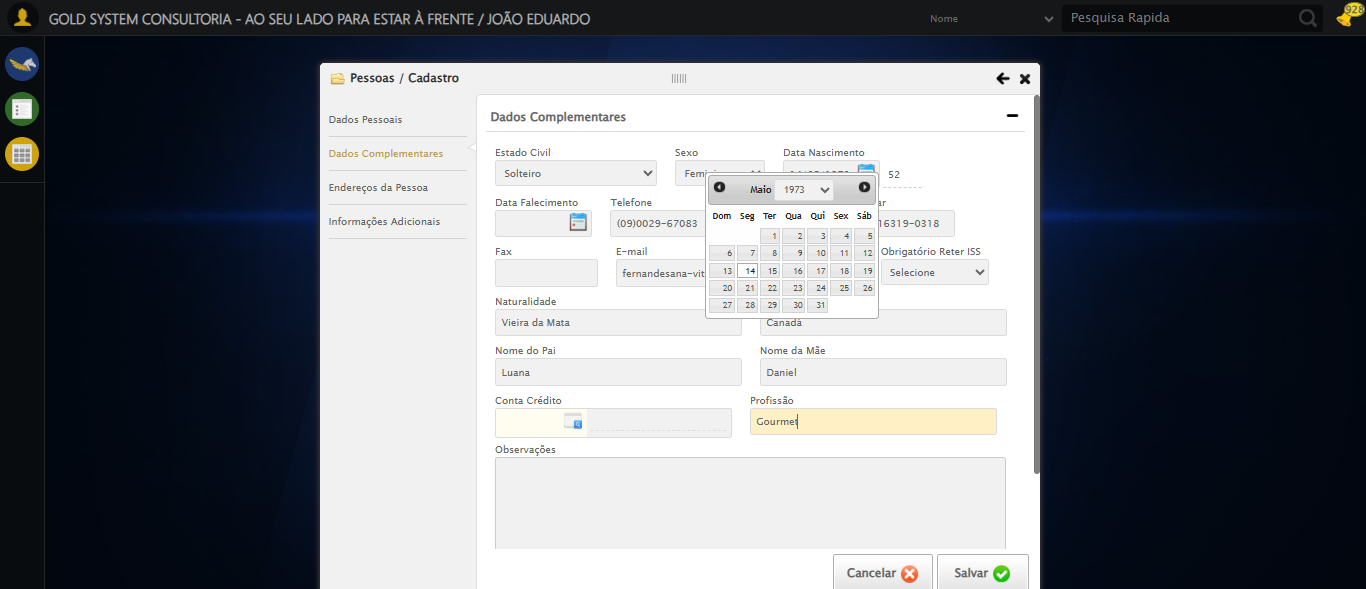 GOLD SYSTEM CONSULTORIA - AO SEU LADO PARA ESTAR À FRENTE / JOÃO EDUARDO
Nome
Pesquisa Rapida
928
Pessoas / Cadastro
Dados Pessoais
Dados Complementares
Endereços da Pessoa
Informações Adicionais
Dados Complementares
Estado Civil
Sexo
Data Nascimento
Solteiro
52
Data Falecimento
Telefone
(09)0029-67083
16319-0318
Maio 1973
Dom Seg Ter Qua Qui Sex Sáb
1 2 3 4 5
6 7 8 9 10 11 12
13 14 15 16 17 18 19
20 21 22 23 24 25 26
27 28 29 30 31
Fax
E-mail
Obrigatório Reter ISS
fernandesana-vit
Selecione
Naturalidade
Vieira da Mata
Canadá
Nome do Pai
Nome da Mãe
Luana
Daniel
Conta Crédito
Profissão
Gourmet
Observações
Cancelar
Salvar